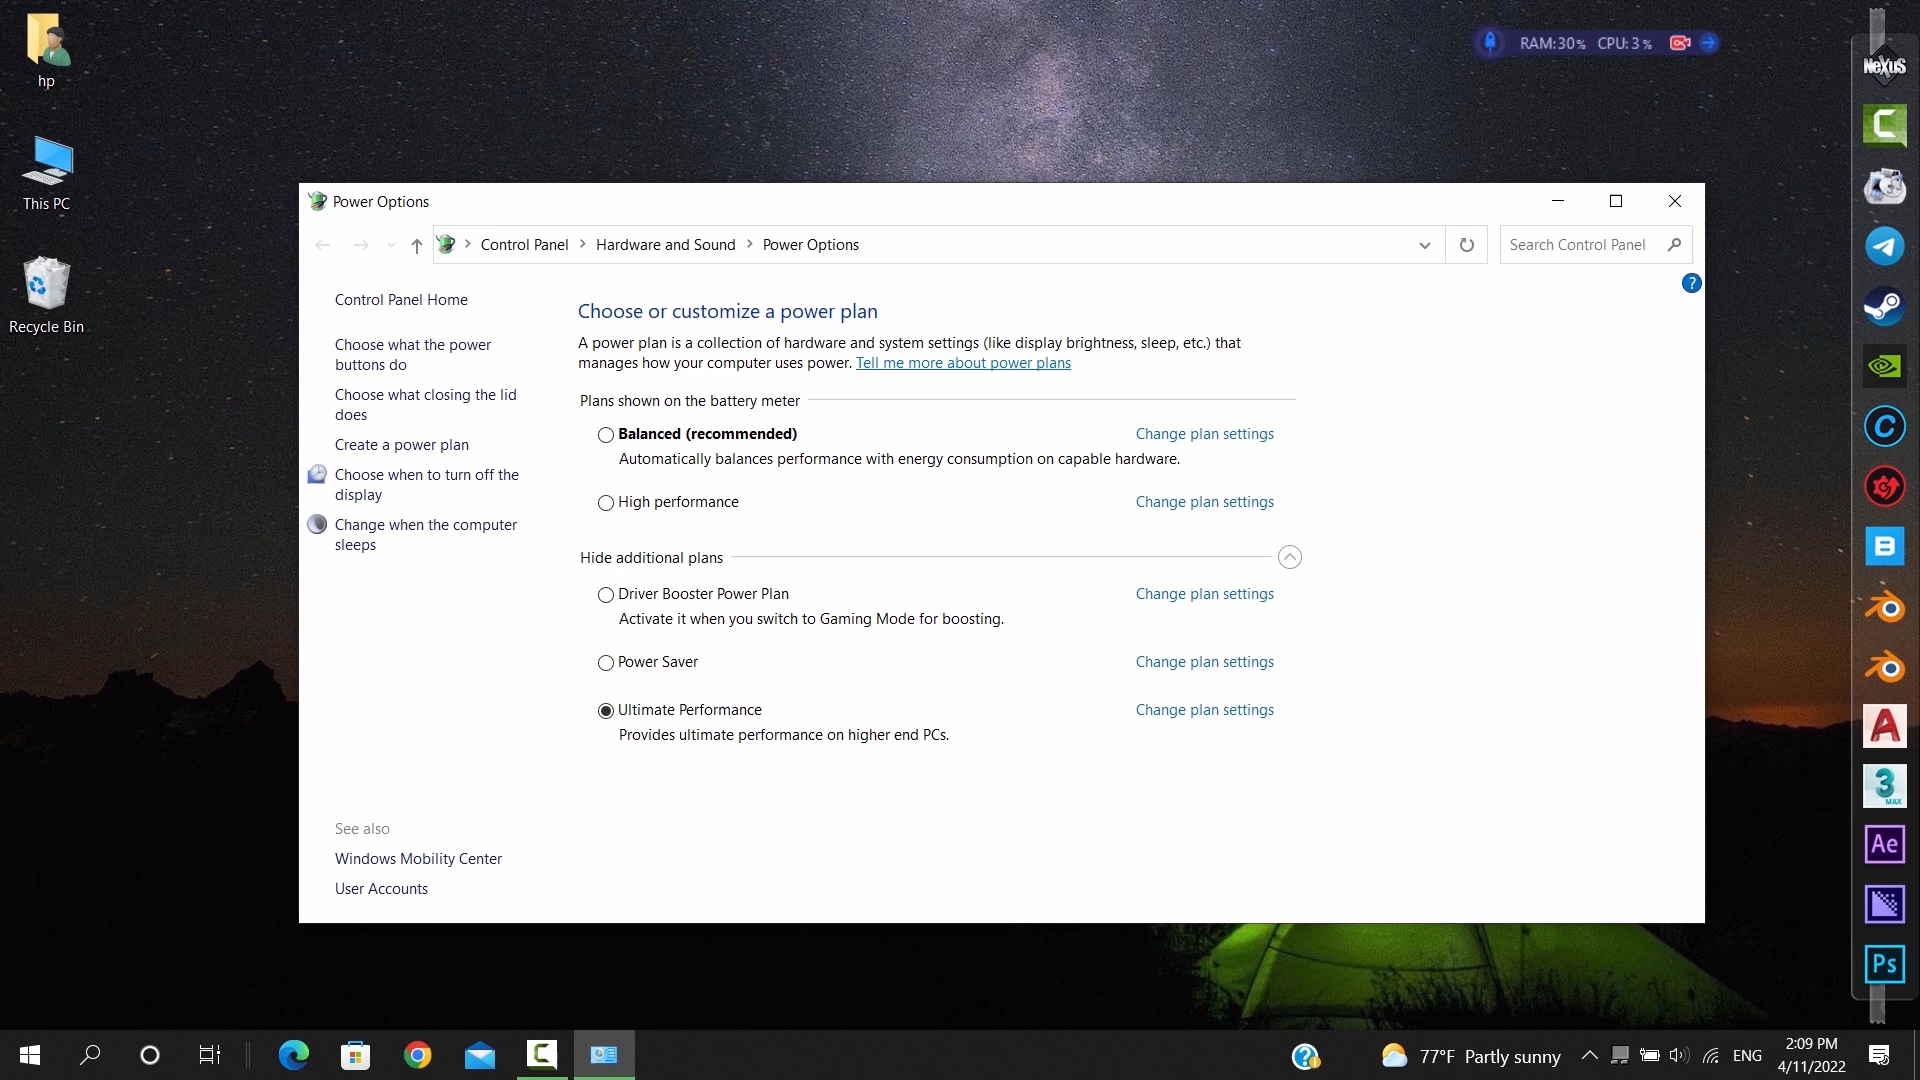 hp
This PC
Recycle Bin
RAM:30% CPU: 3%
NeXuS
Power Options
Control Panel
Hardware and Sound
Power Options
Search Control Panel
?
Control Panel Home
Choose what the power
buttons do
Choose what closing the lid
does
Create a power plan
Choose when to turn off the
display
Change when the computer
sleeps
See also
Windows Mobility Center
User Accounts
Choose or customize a power plan
A power plan is a collection of hardware and system settings (like display brightness, sleep, etc.) that
manages how your computer uses power. Tell me more about power plans
Plans shown on the battery meter
Balanced (recommended) Change plan settings
Automatically balances performance with energy consumption on capable hardware.
High performance Change plan settings
Hide additional plans
Driver Booster Power Plan Change plan settings
Activate it when you switch to Gaming Mode for boosting.
Power Saver Change plan settings
Ultimate Performance Change plan settings
Provides ultimate performance on higher end PCs.
C
C
B
A
3
MAX
Ae
Ps
C
?
77°F Partly sunny
ENG
2:09 PM
4/11/2022